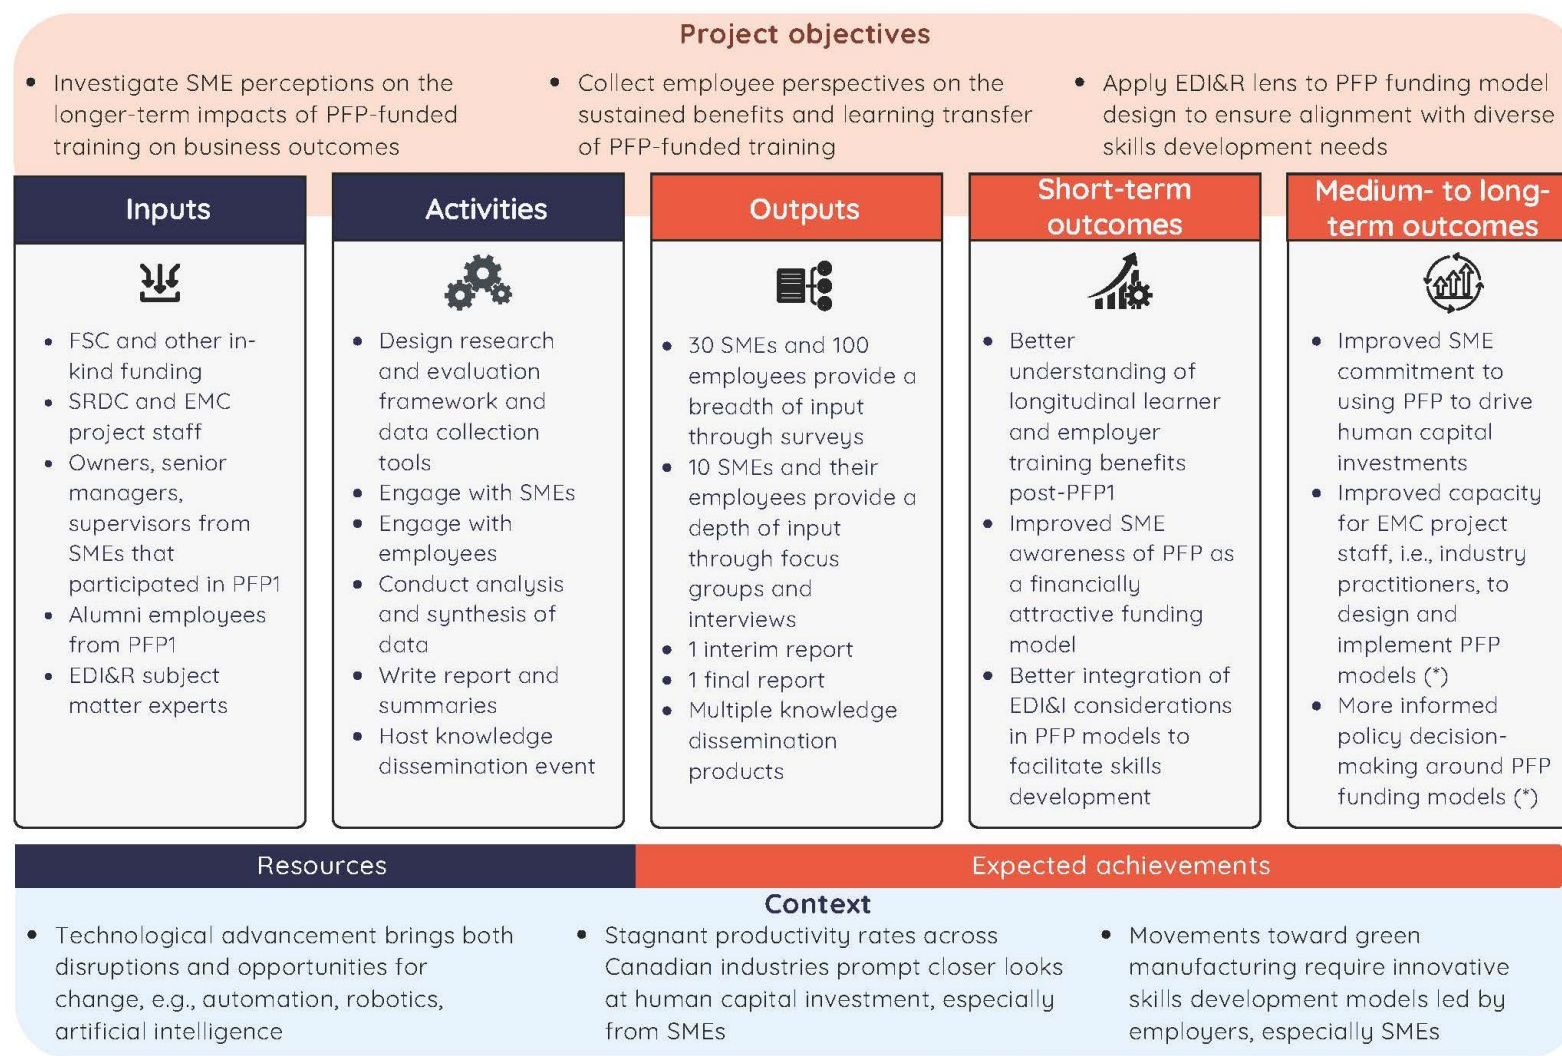 Project objectives
• Investigate SME perceptions on the
longer-term impacts of PFP-funded
training on business outcomes
• Collect employee perspectives on the
sustained benefits and learning transfer
of PFP-funded training
• Apply EDI&R lens to PFP funding model
design to ensure alignment with diverse
skills development needs
Inputs
• FSC and other in-
kind funding
• SRDC and EMC
project staff
• Owners, senior
managers,
supervisors from
SMEs that
participated in PFP1
• Alumni employees
from PFP1
• EDI&R subject
matter experts
Activities
• Design research
and evaluation
framework and
data collection
tools
• Engage with SMEs
• Engage with
employees
• Conduct analysis
and synthesis of
data
• Write report and
summaries
• Host knowledge
dissemination event
Outputs
• 30 SMEs and 100
employees provide a
breadth of input
through surveys
• 10 SMEs and their
employees provide a
depth of input
through focus
groups and
interviews
• 1 interim report
• 1 final report
• Multiple knowledge
dissemination
products
Short-term
outcomes
• Better
understanding of
longitudinal learner
and employer
training benefits
post-PFP1
• Improved SME
awareness of PFP as
a financially
attractive funding
model
• Better integration of
EDI&I considerations
in PFP models to
facilitate skills
development
Medium- to long-
term outcomes
• Improved SME
commitment to
using PFP to drive
human capital
investments
• Improved capacity
for EMC project
staff, i.e., industry
practitioners, to
design and
implement PFP
models (*)
• More informed
policy decision-
making around PFP
funding models (*)
Resources
Expected achievements
Context
• Technological advancement brings both
disruptions and opportunities for
change, e.g., automation, robotics,
artificial intelligence
• Stagnant productivity rates across
Canadian industries prompt closer looks
at human capital investment, especially
from SMEs
• Movements toward green
manufacturing require innovative
skills development models led by
employers, especially SMEs